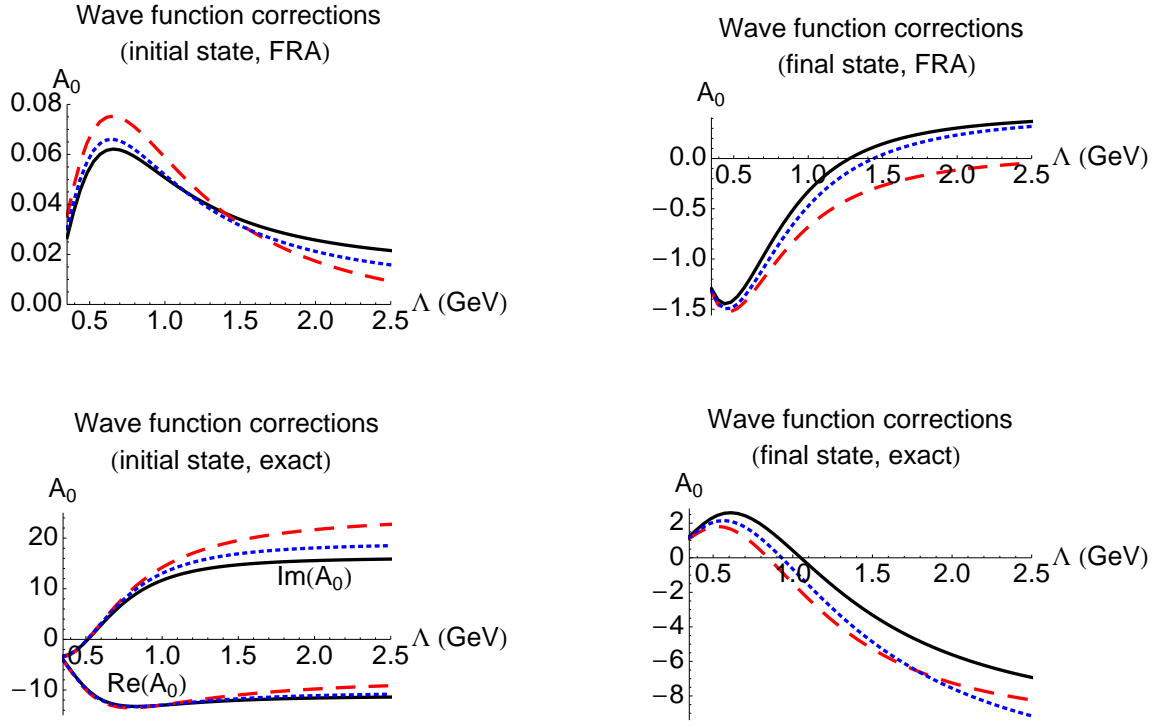 Wave function corrections
(initial state, FRA)
A0
0.08
0.06
0.04
0.02
0.00
0.5 1.0 1.5 2.0 2.5
Λ (GeV)
Wave function corrections
(final state, FRA)
A0
0.0
−0.5
−1.0
−1.5
0.5 1.0 1.5 2.0 2.5
Λ (GeV)
Wave function corrections
(initial state, exact)
A0
20
10
0
−10
0.5 1.0 1.5 2.0 2.5
Λ (GeV)
Im(A0)
Re(A0)
Wave function corrections
(final state, exact)
A0
2
0
−2
−4
−6
−8
0.5 1.0 1.5 2.0 2.5
Λ (GeV)